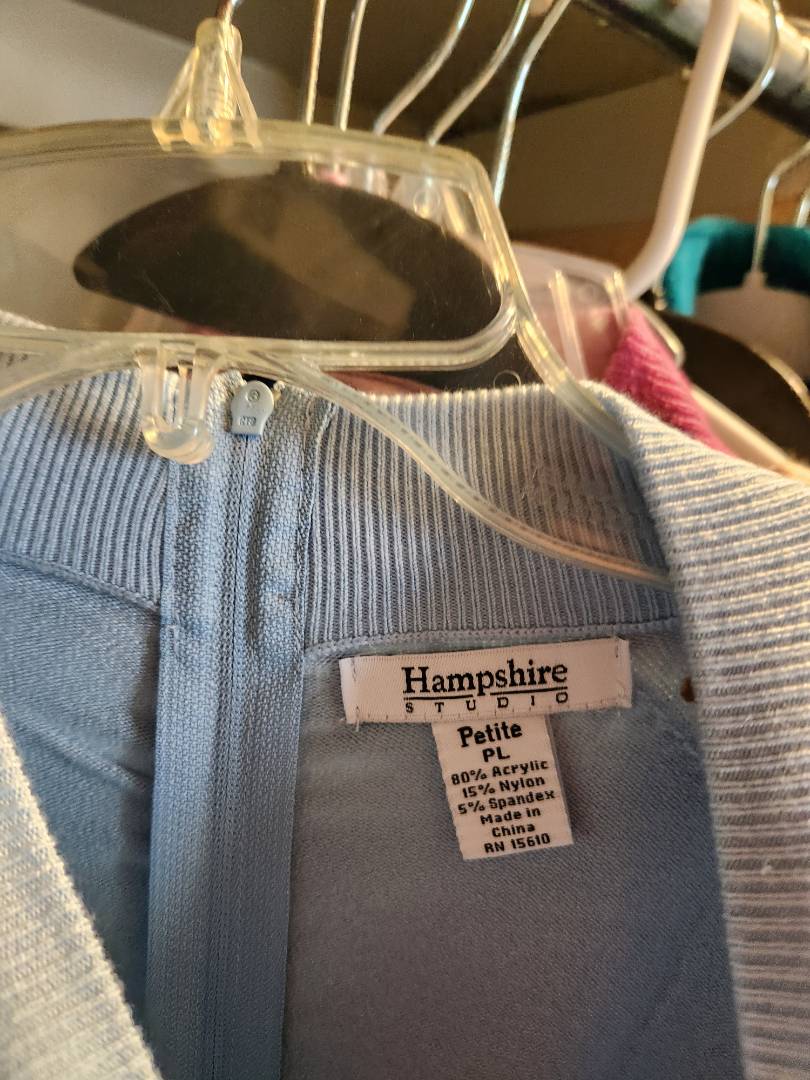 Hampshire
STUDIO
Petite
PL
80% Acrylic
15% Nylon
5% Spandex
Made in
China
RN 15610